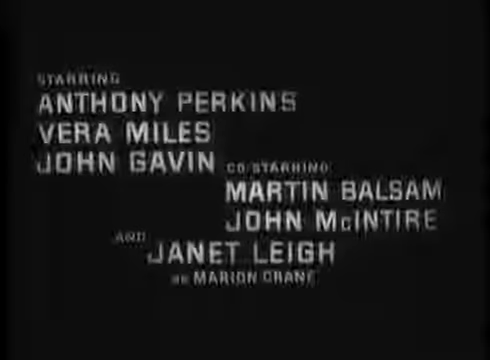 STARRING
ANTHONY PERKINS
VERA MILES
JOHN GAVIN
CO-STARRING
MARTIN BALSAM
JOHN McINTIRE
AND
JANET LEIGH
as MARION CRANE